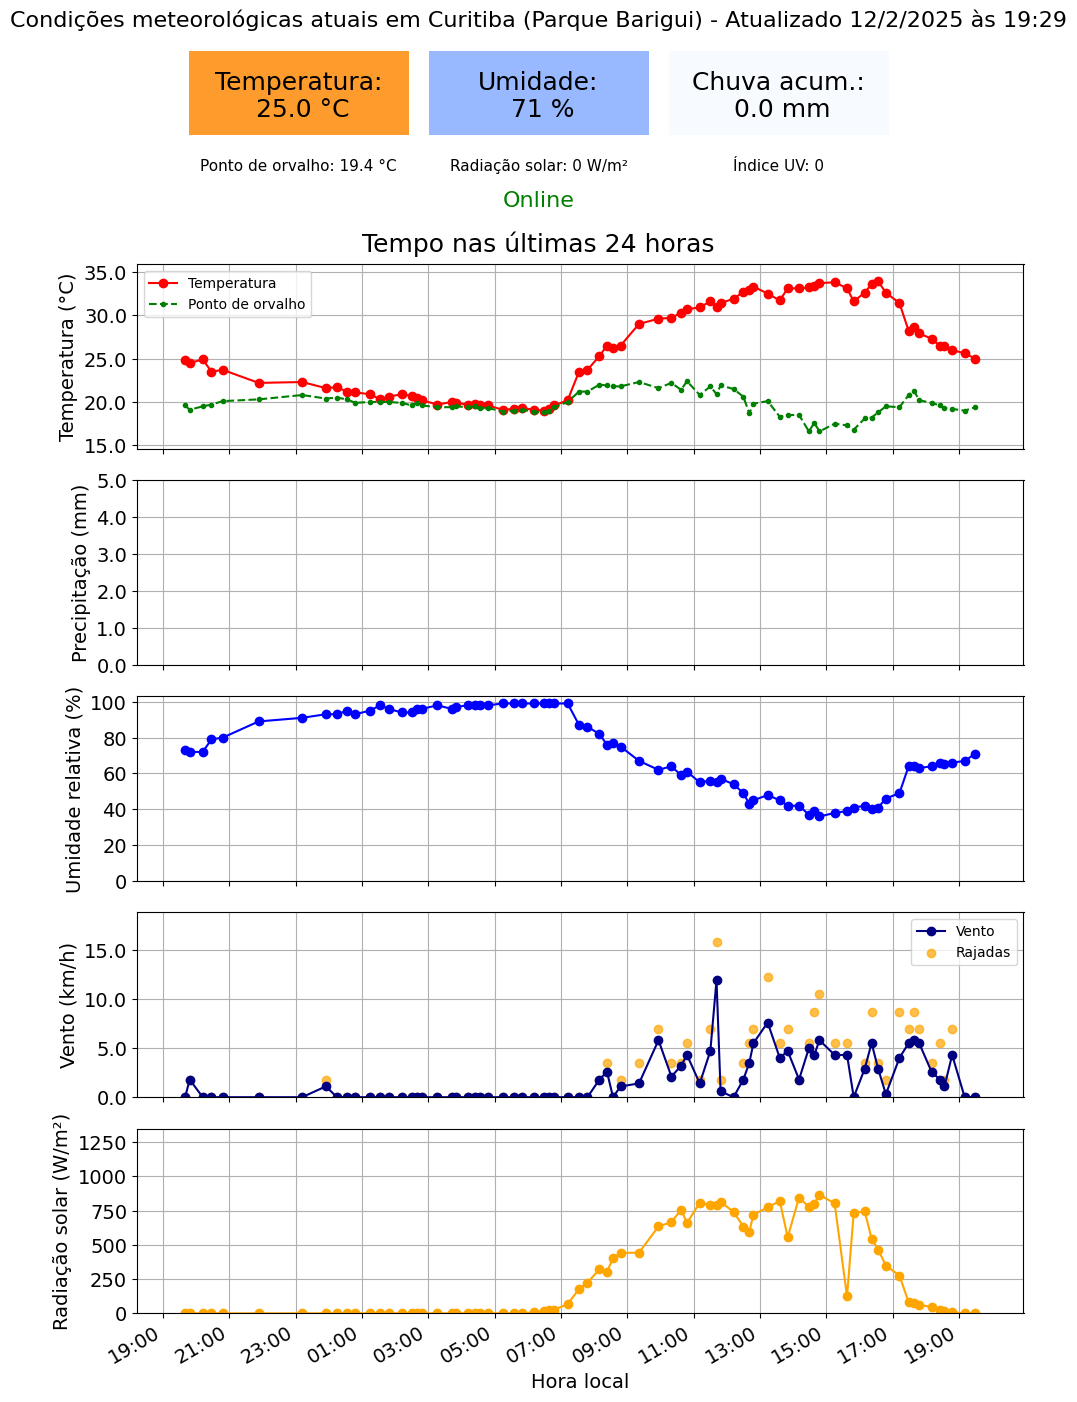 Condições meteorológicas atuais em Curitiba (Parque Barigui) - Atualizado 12/2/2025 às 19:29
Temperatura:
25.0 °C
Umidade:
71 %
Chuva acum.:
0.0 mm
Ponto de orvalho: 19.4 °C
Radiação solar: 0 W/m²
Índice UV: 0
Online
Tempo nas últimas 24 horas
Temperatura (°C)
35.0
30.0
25.0
20.0
15.0
Temperatura
Ponto de orvalho
Precipitação (mm)
5.0
4.0
3.0
2.0
1.0
0.0
Umidade relativa (%)
100
80
60
40
20
0
Vento (km/h)
15.0
10.0
5.0
0.0
Vento
Rajadas
Radiação solar (W/m²)
1250
1000
750
500
250
0
19:00
21:00
23:00
01:00
03:00
05:00
07:00
09:00
11:00
13:00
15:00
17:00
19:00
Hora local